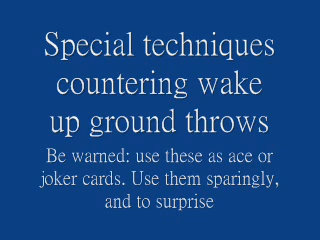 Special techniques
countering wake
up ground throws
Be warned: use these as ace or
joker cards. Use them sparingly,
and to surprise